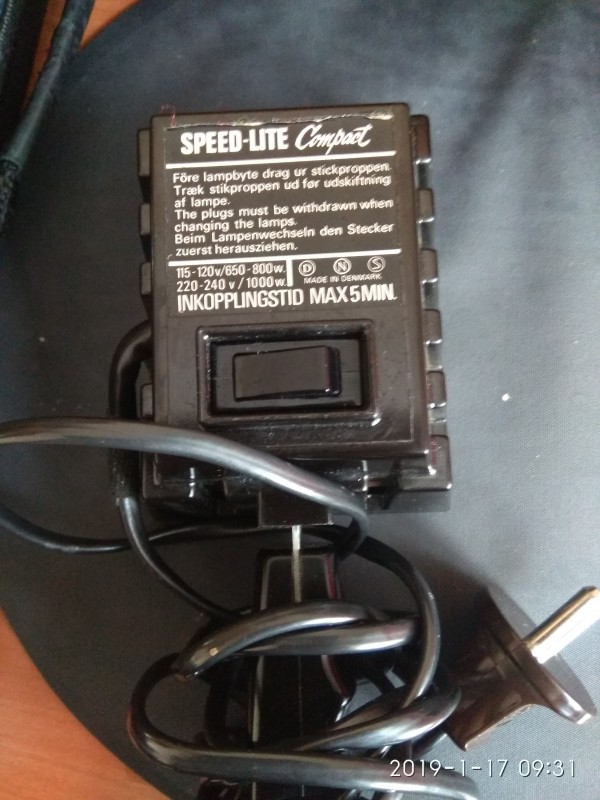 SPEED-LITE Compact
Före lampbyte drag ur stickproppen.
Træk stikproppen ud før udskiftning
af lampe.
The plugs must be withdrawn when
changing the lamps.
Beim Lampenwechseln den Stecker
zuerst herausziehen.
115-120v/650-800w.
220-240 v/1000w.
D N S
MADE IN DENMARK
INKOPPLINGSTID MAX 5 MIN.
2019-1-17 09:31